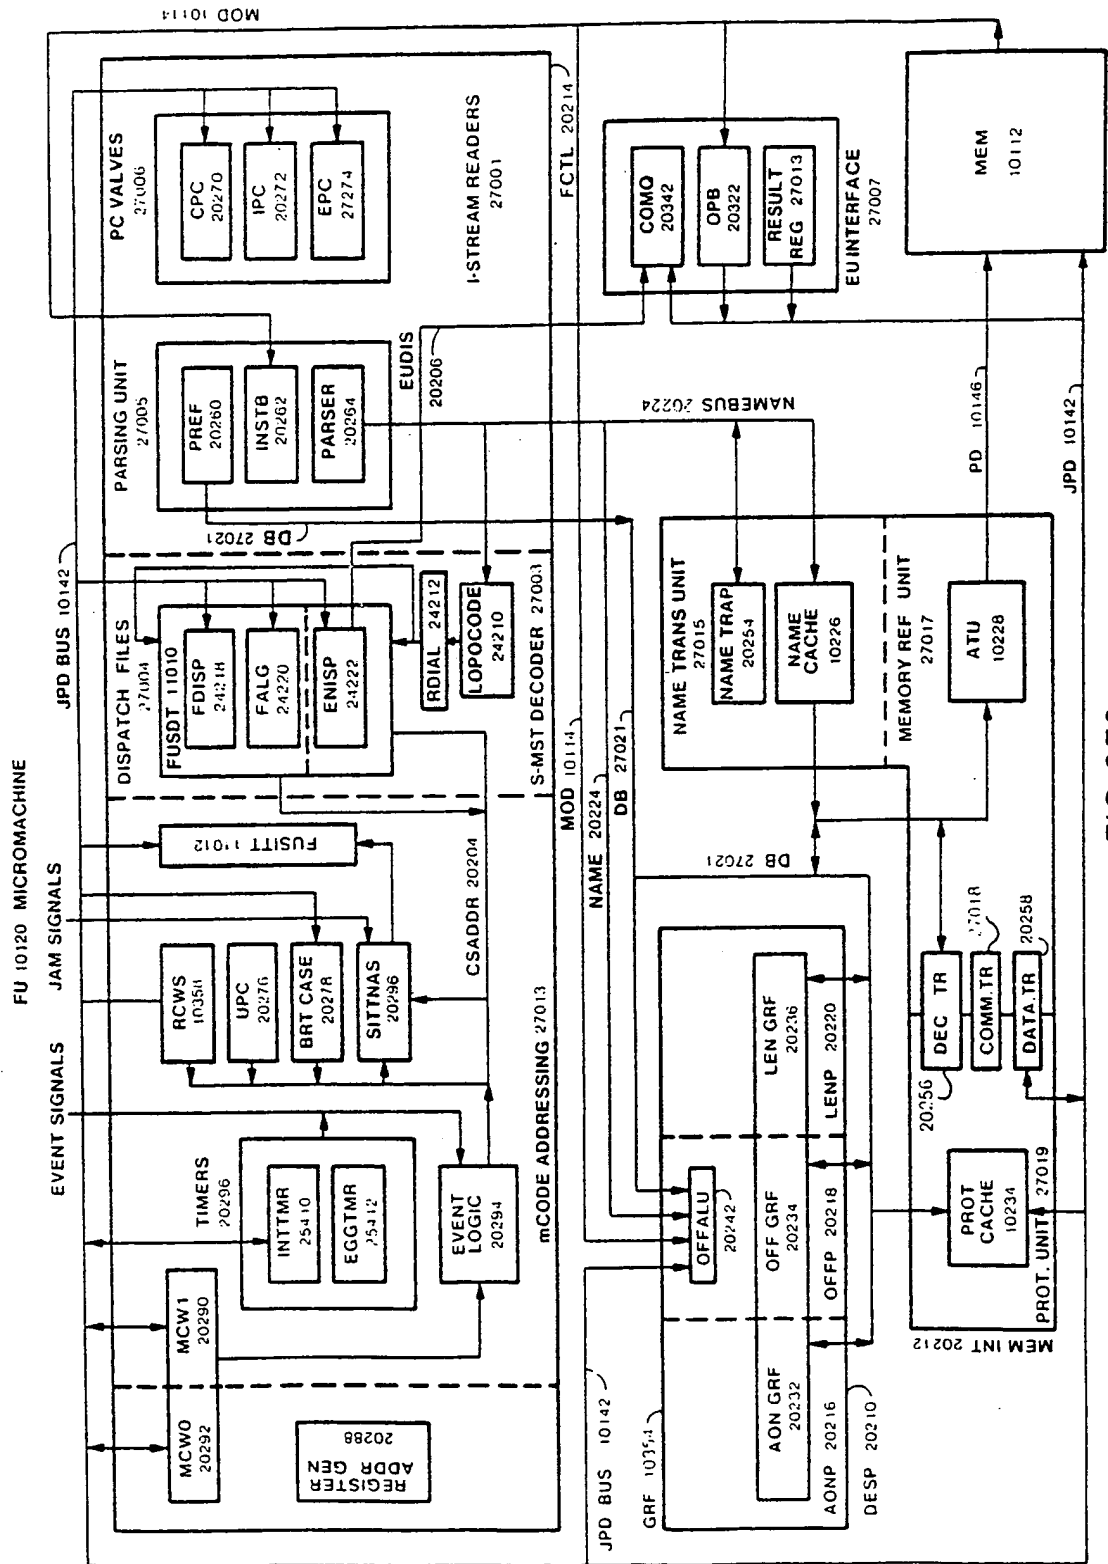 FU 10120 MICROMACHINE
EVENT SIGNALS
JAM SIGNALS
JPD BUS 10142
MOD 10114
MCW0
20292
MCW1
20290
REGISTER
ADDR GEN
20288
TIMERS
20296
INTTMR
25410
EGGTMR
25412
EVENT
LOGIC
20294
mCODE ADDRESSING 27013
RCWS
10358
UPC
20276
BRT CASE
20278
SITTNAS
20296
FUSITT 11012
CSADDR 20204
DISPATCH FILES
27004
FUSDT 11010
FDISP
24218
FALG
24220
ENISP
24222
RDIAL 24212
LOPOCODE
24210
S-MST DECODER 27003
PARSING UNIT
27005
PREF
20260
INSTB
20262
PARSER
20264
DB 27021
EUDIS
20206
PC VALVES
27006
CPC
20270
IPC
20272
EPC
27274
I-STREAM READERS
27001
FCTL 20214
COMQ
20342
OPB
20322
RESULT
REG 27013
EU INTERFACE
27007
MEM
10112
MOD 10114
NAME 20224
DB 27021
NAMEBUS 20224
PD 10146
JPD 10142
NAME TRANS UNIT
27015
NAME TRAP
20254
NAME
CACHE
10226
MEMORY REF UNIT
27017
ATU
10228
DB 27021
JPD BUS 10142
GRF 10354
OFFALU
20242
AON GRF
20232
OFF GRF
20234
LEN GRF
20236
AONP 20216
OFFP 20218
LENP 20220
DESP 20210
DEC TR
20256
COMM.TR
27018
DATA.TR
20258
PROT
CACHE
10234
PROT. UNIT 27019
MEM INT 20212